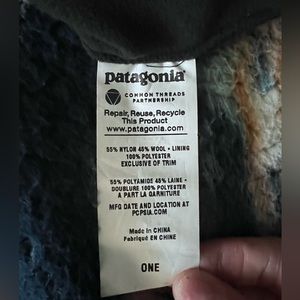 patagonia
COMMON THREADS
PARTNERSHIP
Repair, Reuse, Recycle
This Product
www.patagonia.com
55% NYLON 45% WOOL • LINING
100% POLYESTER
EXCLUSIVE OF TRIM
55% POLYAMIDE 45% LAINE •
DOUBLURE 100% POLYESTER
A PART LA GARNITURE
MFG DATE AND LOCATION AT
PCPSIA.COM
Made in CHINA
Fabriqué EN CHINE
ONE